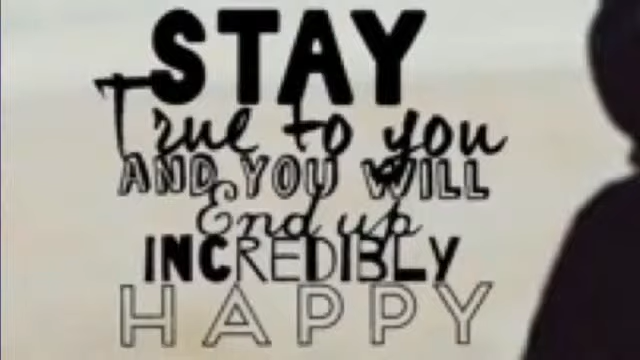 STAY
True to you
AND YOU WILL
End up
INCREDIBLY
HAPPY